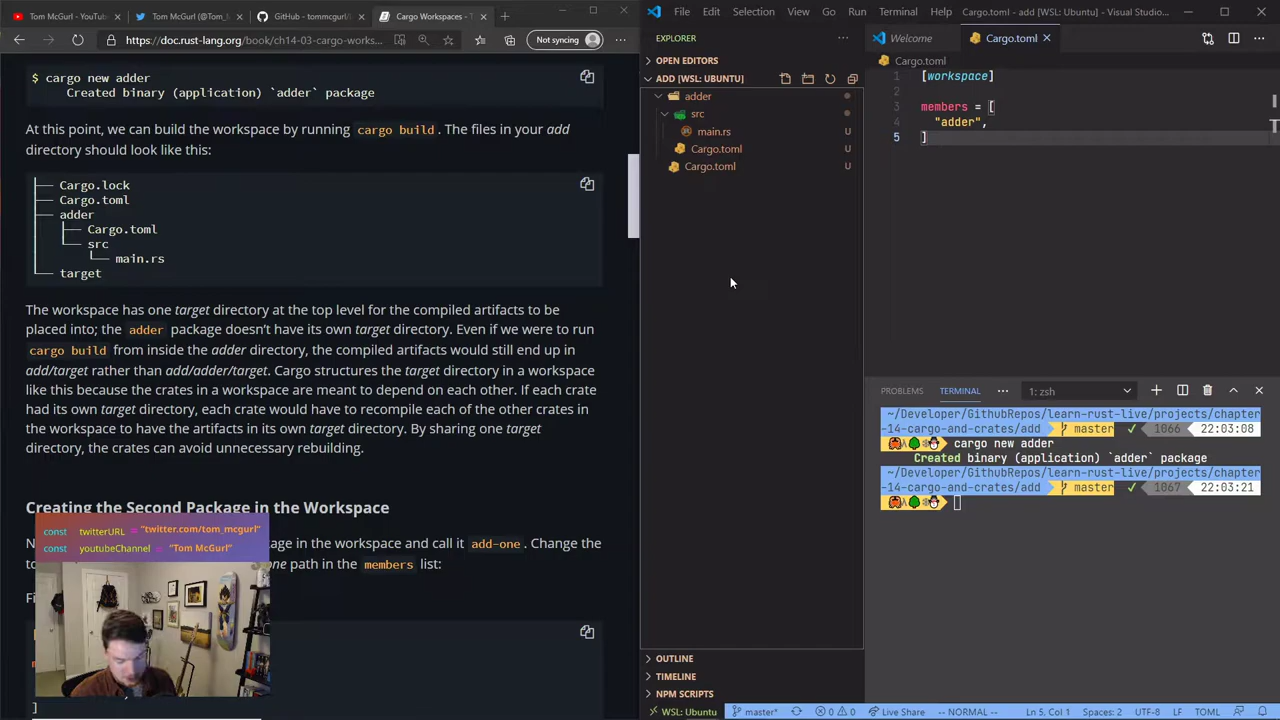 Tom McGurl - YouTube
Tom McGurl (@Tom_M
GitHub - tommcgurl/
Cargo Workspaces - T
https://doc.rust-lang.org/book/ch14-03-cargo-works...
Not syncing
$ cargo new adder
Created binary (application) `adder` package
At this point, we can build the workspace by running cargo build. The files in your add
directory should look like this:
├── Cargo.lock
├── Cargo.toml
├── adder
│   ├── Cargo.toml
│   └── src
│       └── main.rs
└── target
The workspace has one target directory at the top level for the compiled artifacts to be
placed into; the adder package doesn’t have its own target directory. Even if we were to run
cargo build from inside the adder directory, the compiled artifacts would still end up in
add/target rather than add/adder/target. Cargo structures the target directory in a workspace
like this because the crates in a workspace are meant to depend on each other. If each crate
had its own target directory, each crate would have to recompile each of the other crates in
the workspace to have the artifacts in its own target directory. By sharing one target
directory, the crates can avoid unnecessary rebuilding.
Creating the Second Package in the Workspace
const twitterURL = "twitter.com/tom_mcgurl"
const youtubeChannel = "Tom McGurl"
N age in the workspace and call it add-one. Change the
to one path in the members list:
Fi
]
File Edit Selection View Go Run Terminal Cargo.toml - add [WSL: Ubuntu] - Visual Studio...
EXPLORER
OPEN EDITORS
ADD [WSL: UBUNTU]
adder
src
main.rs U
Cargo.toml U
Cargo.toml U
OUTLINE
TIMELINE
NPM SCRIPTS
Welcome
Cargo.toml
Cargo.toml
1 [workspace]
2
3 members = [
4 "adder",
5 ]
PROBLEMS TERMINAL ... 1: zsh
~/Developer/GithubRepos/learn-rust-live/projects/chapter
-14-cargo-and-crates/add master ✓ 1066 22:03:08
cargo new adder
Created binary (application) `adder` package
~/Developer/GithubRepos/learn-rust-live/projects/chapter
-14-cargo-and-crates/add master ✓ 1067 22:03:21
WSL: Ubuntu master* 0 0 Live Share -- NORMAL -- Ln 5, Col 1 Spaces: 2 UTF-8 LF TOML